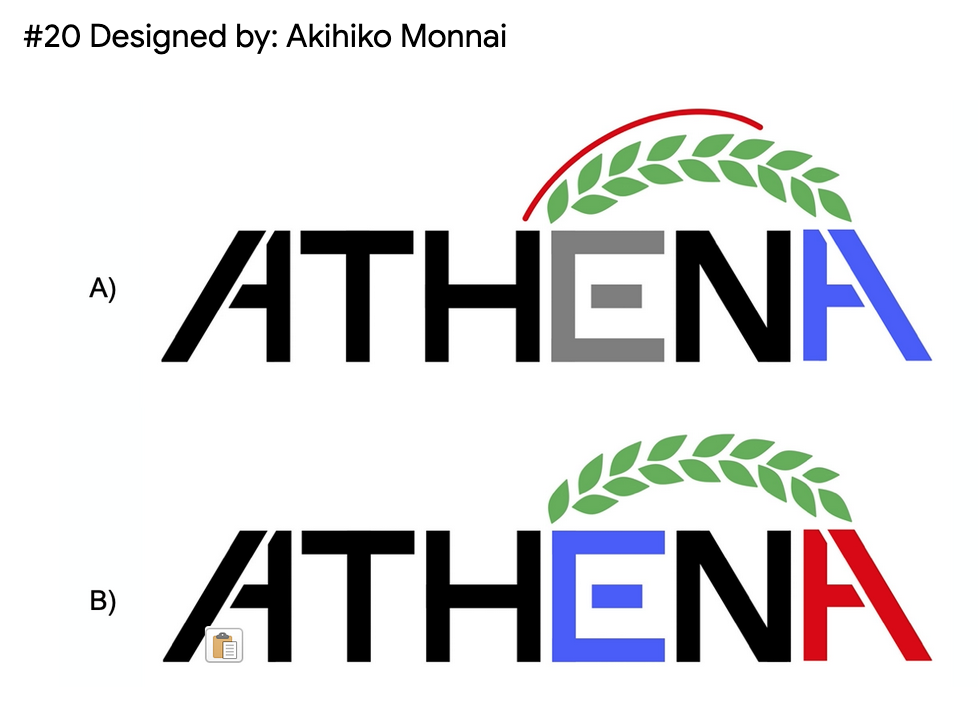 #20 Designed by: Akihiko Monnai
A)
ATHENA
B)
ATHENA